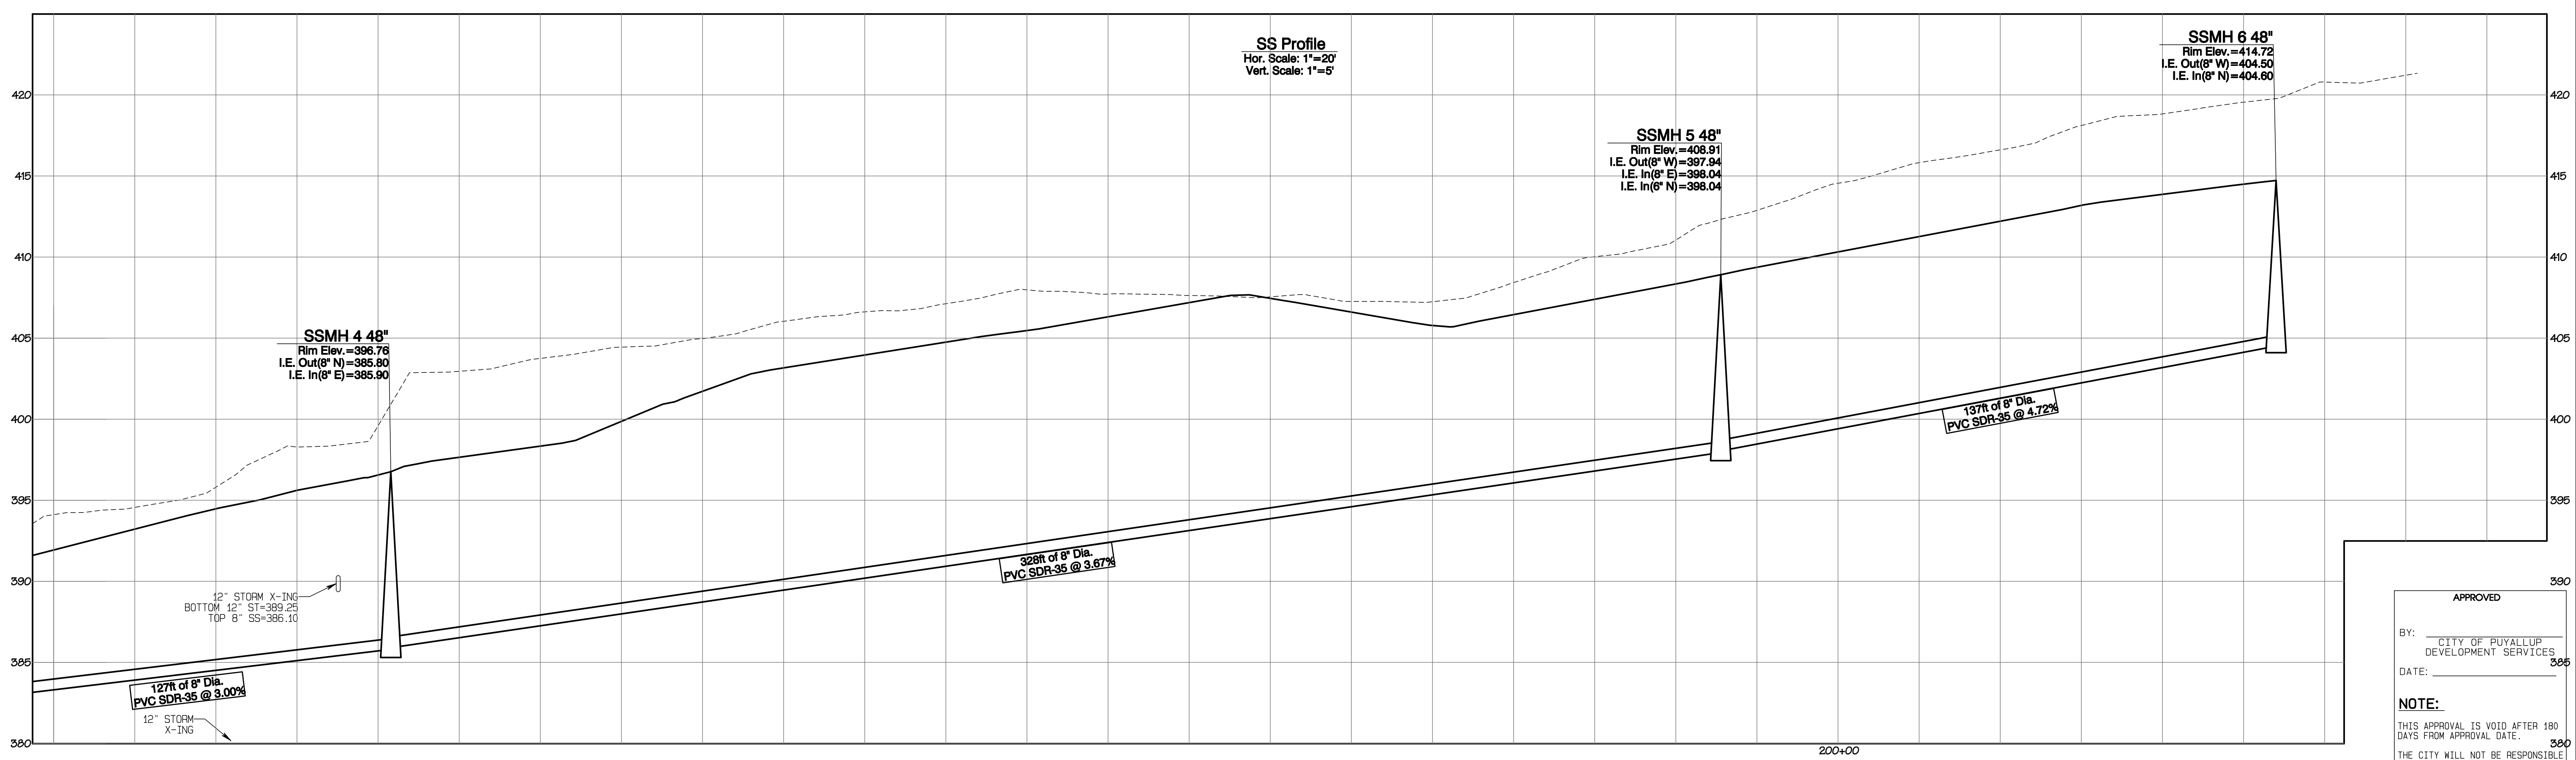 SS Profile
Hor. Scale: 1"=20'
Vert. Scale: 1"=5'
SSMH 6 48"
Rim Elev.=414.72
I.E. Out(8" W)=404.50
I.E. In(8" N)=404.60
SSMH 5 48"
Rim Elev.=408.91
I.E. Out(8" W)=397.94
I.E. In(8" E)=398.04
I.E. In(6" N)=398.04
SSMH 4 48"
Rim Elev.=396.76
I.E. Out(8" N)=385.80
I.E. In(8" E)=385.90
420
415
410
405
400
395
390
385
380
420
415
410
405
400
395
390
385
380
137ft of 8" Dia.
PVC SDR-35 @ 4.72%
328ft of 8" Dia.
PVC SDR-35 @ 3.67%
12" STORM X-ING
BOTTOM 12" ST=389.25
TOP 8" SS=386.10
127ft of 8" Dia.
PVC SDR-35 @ 3.00%
12" STORM
X-ING
200+00
APPROVED
BY:
CITY OF PUYALLUP
DEVELOPMENT SERVICES
DATE:
NOTE:
THIS APPROVAL IS VOID AFTER 180
DAYS FROM APPROVAL DATE.
THE CITY WILL NOT BE RESPONSIBLE